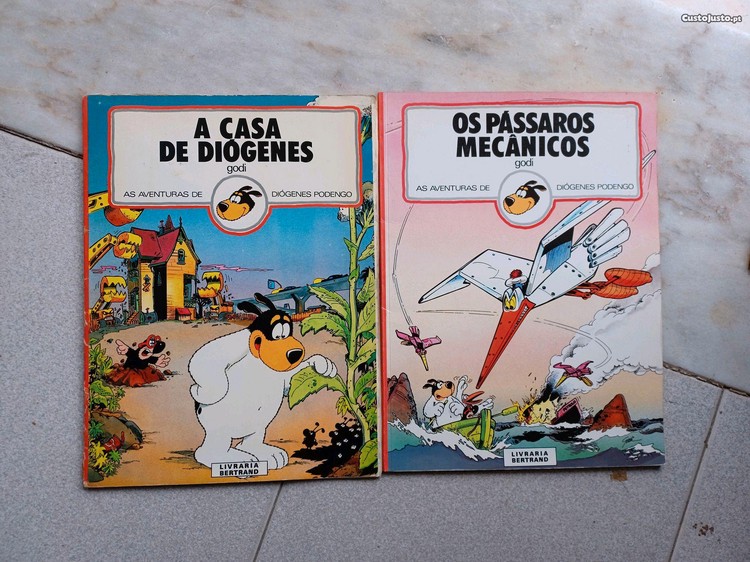 CustoJusto.pt
A CASA
DE DIÓGENES
godi
AS AVENTURAS DE DIÓGENES PODENGO
LIVRARIA
BERTRAND
OS PÁSSAROS
MECÂNICOS
godi
AS AVENTURAS DE DIÓGENES PODENGO
LIVRARIA
BERTRAND